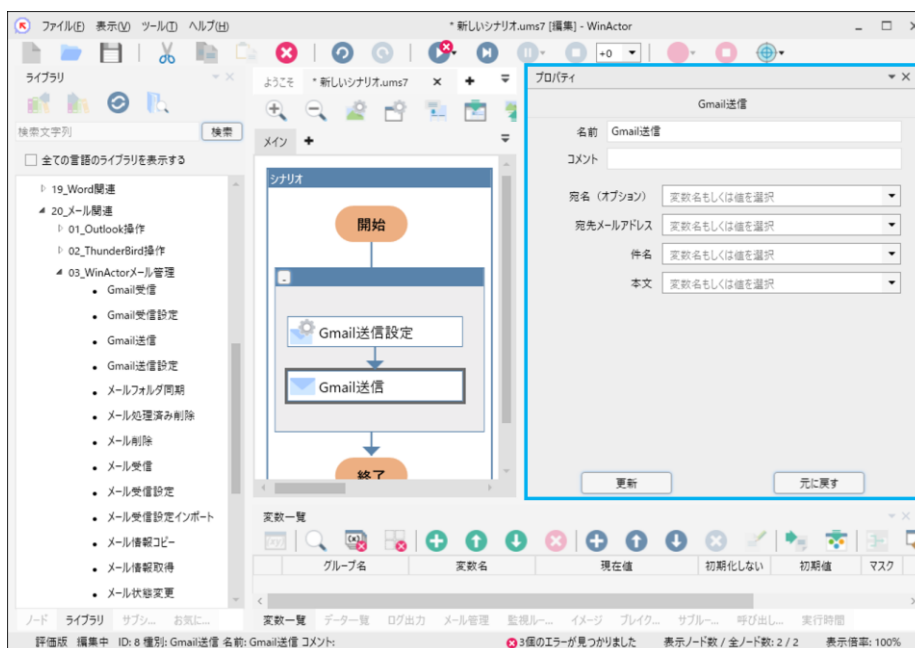 ファイル(F) 表示(V) ツール(T) ヘルプ(H)
* 新しいシナリオ.ums7 [編集] - WinActor
+0
ライブラリ
検索文字列
検索
全ての言語のライブラリを表示する
19_Word関連
20_メール関連
01_Outlook操作
02_ThunderBird操作
03_WinActorメール管理
Gmail受信
Gmail受信設定
Gmail送信
Gmail送信設定
メールフォルダ同期
メール処理済み削除
メール削除
メール受信
メール受信設定
メール受信設定インポート
メール情報コピー
メール情報取得
メール状態変更
ノード ライブラリ サブシ... お気に...
ようこそ * 新しいシナリオ.ums7
メイン
シナリオ
開始
Gmail送信設定
Gmail送信
終了
プロパティ
Gmail送信
名前 Gmail送信
コメント
宛名（オプション） 変数名もしくは値を選択
宛先メールアドレス 変数名もしくは値を選択
件名 変数名もしくは値を選択
本文 変数名もしくは値を選択
更新 元に戻す
変数一覧
グループ名 変数名 現在値 初期化しない 初期値 マスク
変数一覧 データ一覧 ログ出力 メール管理 監視ルー... イメージ ブレイク... サブルー... 呼び出し... 実行時間
評価版 編集中 ID: 8 種別: Gmail送信 名前: Gmail送信 コメント:
3個のエラーが見つかりました 表示ノード数 / 全ノード数: 2 / 2 表示倍率: 100%